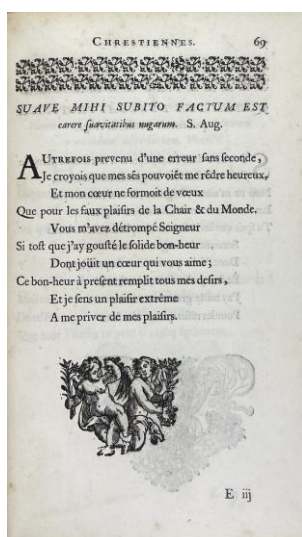 CHRESTIENNES. 69
SUAVE MIHI SUBITO FACTUM EST
carere suavitatibus nugarum. S. Aug.
AUTREFOIS prevenu d'une erreur sans seconde,
Je croyois que mes sẽs pouvoiẽt me rẽdre heureux,
Et mon cœur ne formoit de vœux
Que pour les faux plaisirs de la Chair & du Monde.
Vous m'avez détrompé Seigneur
Si tost que j'ay gousté le solide bon-heur
Dont joüit un cœur qui vous aime;
Ce bon-heur à present remplit tous mes desirs,
Et je sens un plaisir extrême
A me priver de mes plaisirs.
E iij